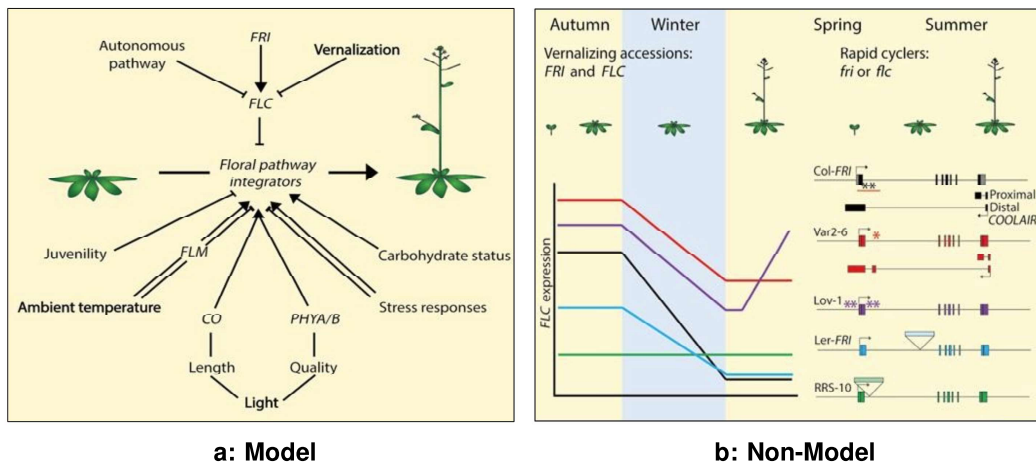 FRI
Autonomous
pathway
Vernalization
FLC
Floral pathway
integrators
Juvenility
FLM
Carbohydrate status
Ambient temperature
CO
PHYA/B
Stress responses
Length
Quality
Light
a: Model
Autumn
Winter
Spring
Summer
Vernalizing accessions:
FRI and FLC
Rapid cyclers:
fri or flc
FLC expression
Col-FRI
**
Proximal
Distal
COOLAIR
Var2-6
*
Lov-1
** **
Ler-FRI
RRS-10
b: Non-Model